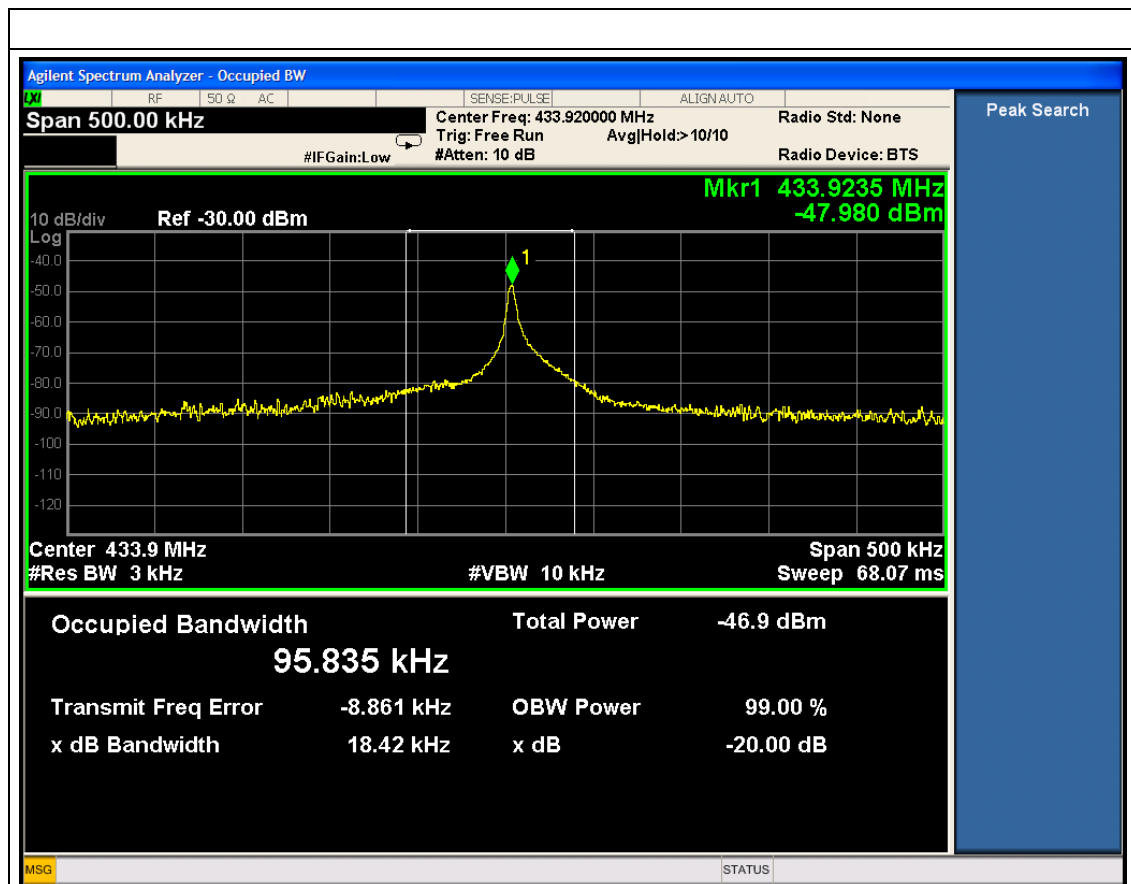 Agilent Spectrum Analyzer - Occupied BW
LXI RF 50 Ω AC SENSE:PULSE ALIGN AUTO
Span 500.00 kHz
Center Freq: 433.920000 MHz Radio Std: None
Trig: Free Run Avg|Hold:> 10/10
#IFGain:Low #Atten: 10 dB Radio Device: BTS
Peak Search
Mkr1 433.9235 MHz
-47.980 dBm
10 dB/div Ref -30.00 dBm
Log
1
-40.0
-50.0
-60.0
-70.0
-80.0
-90.0
-100
-110
-120
Center 433.9 MHz Span 500 kHz
#Res BW 3 kHz #VBW 10 kHz Sweep 68.07 ms
Occupied Bandwidth Total Power -46.9 dBm
95.835 kHz
Transmit Freq Error -8.861 kHz OBW Power 99.00 %
x dB Bandwidth 18.42 kHz x dB -20.00 dB
MSG STATUS